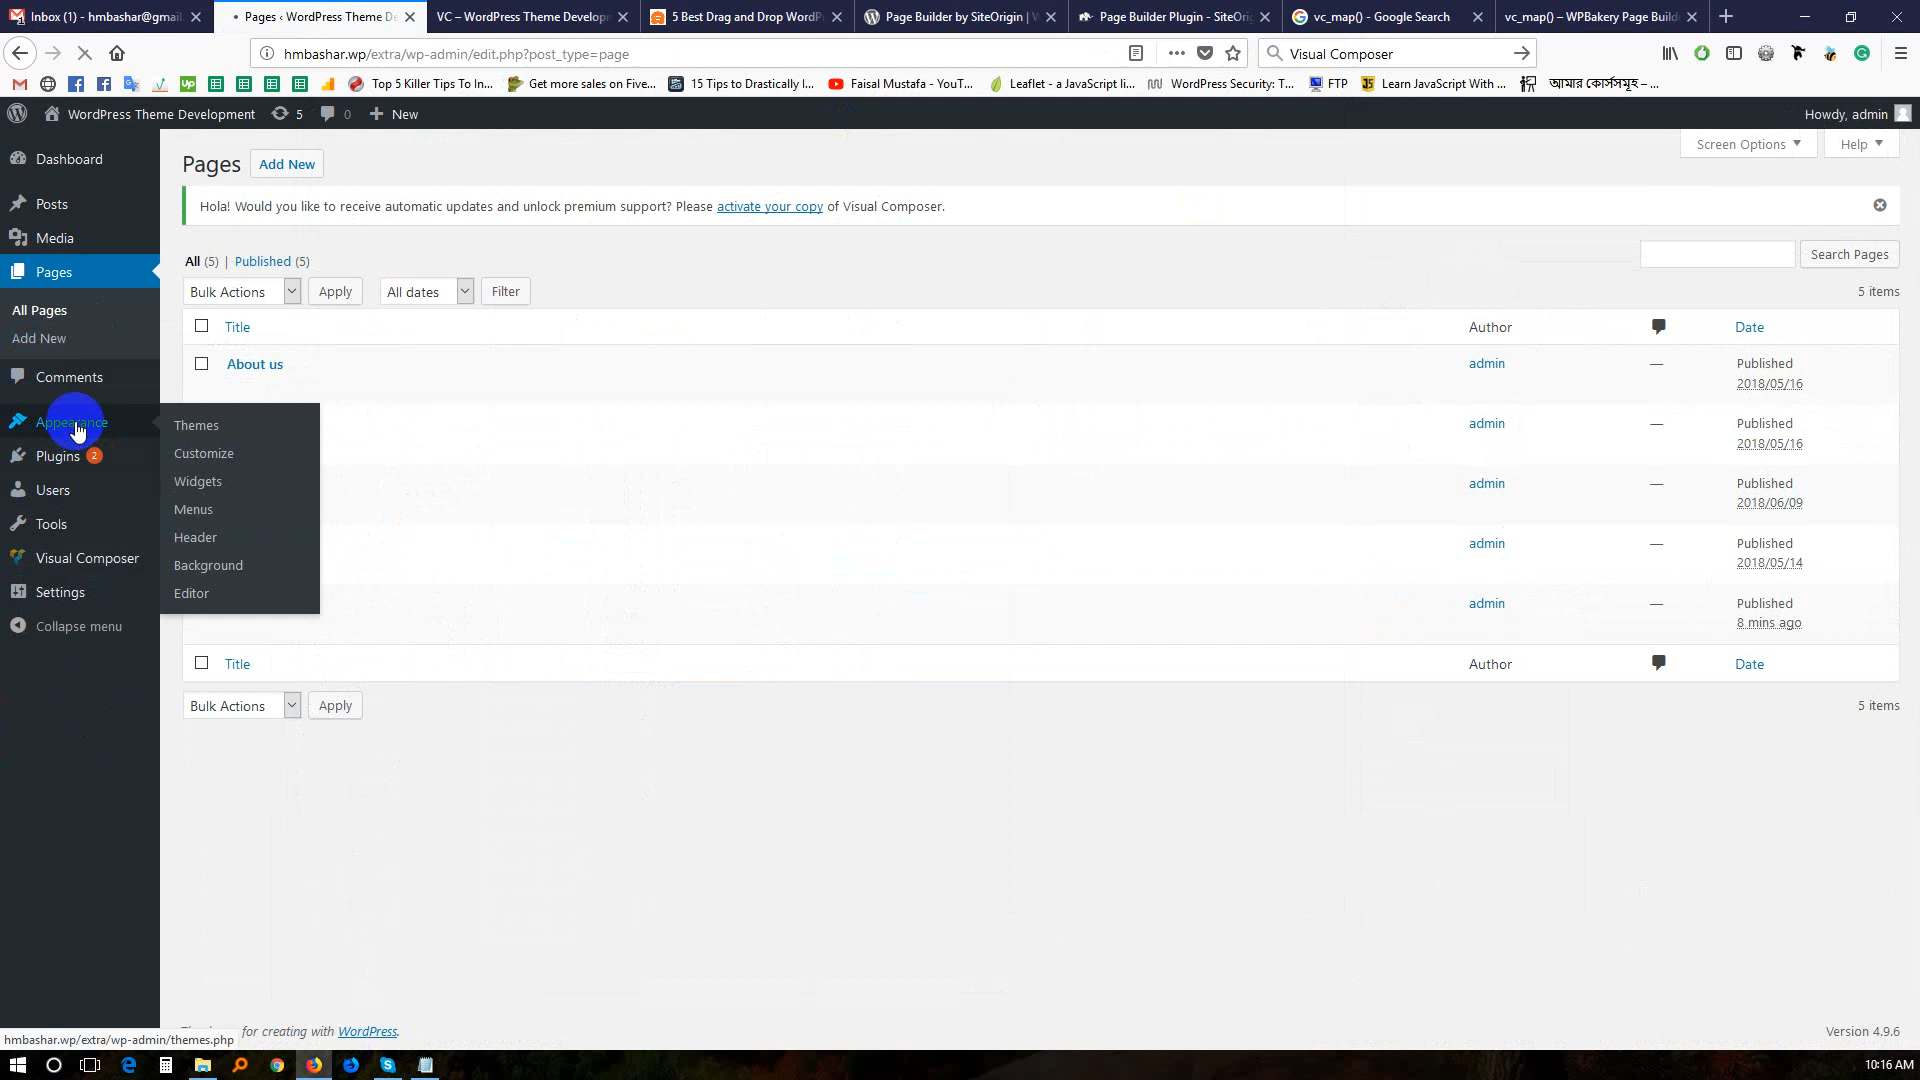 Inbox (1) - hmbashar@gmail
Pages ‹ WordPress Theme De
VC – WordPress Theme Developm
5 Best Drag and Drop WordPr
Page Builder by SiteOrigin | W
Page Builder Plugin - SiteOrig
vc_map() - Google Search
vc_map() – WPBakery Page Build
hmbashar.wp/extra/wp-admin/edit.php?post_type=page
Visual Composer
Top 5 Killer Tips To In...
Get more sales on Five...
15 Tips to Drastically I...
Faisal Mustafa - YouT...
Leaflet - a JavaScript li...
WordPress Security: T...
FTP
Learn JavaScript With ...
আমার কোর্সসমূহ – ...
WordPress Theme Development
5
0
New
Howdy, admin
Dashboard
Posts
Media
Pages
All Pages
Add New
Comments
Appearance
Plugins 2
Users
Tools
Visual Composer
Settings
Collapse menu
Themes
Customize
Widgets
Menus
Header
Background
Editor
Screen Options
Help
Pages Add New
Hola! Would you like to receive automatic updates and unlock premium support? Please activate your copy of Visual Composer.
All (5) | Published (5)
Search Pages
Bulk Actions Apply All dates Filter
5 items
Title Author Date
About us admin — Published
2018/05/16
admin — Published
2018/05/16
admin — Published
2018/06/09
admin — Published
2018/05/14
admin — Published
8 mins ago
Title Author Date
Bulk Actions Apply
5 items
for creating with WordPress.
Version 4.9.6
hmbashar.wp/extra/wp-admin/themes.php
10:16 AM